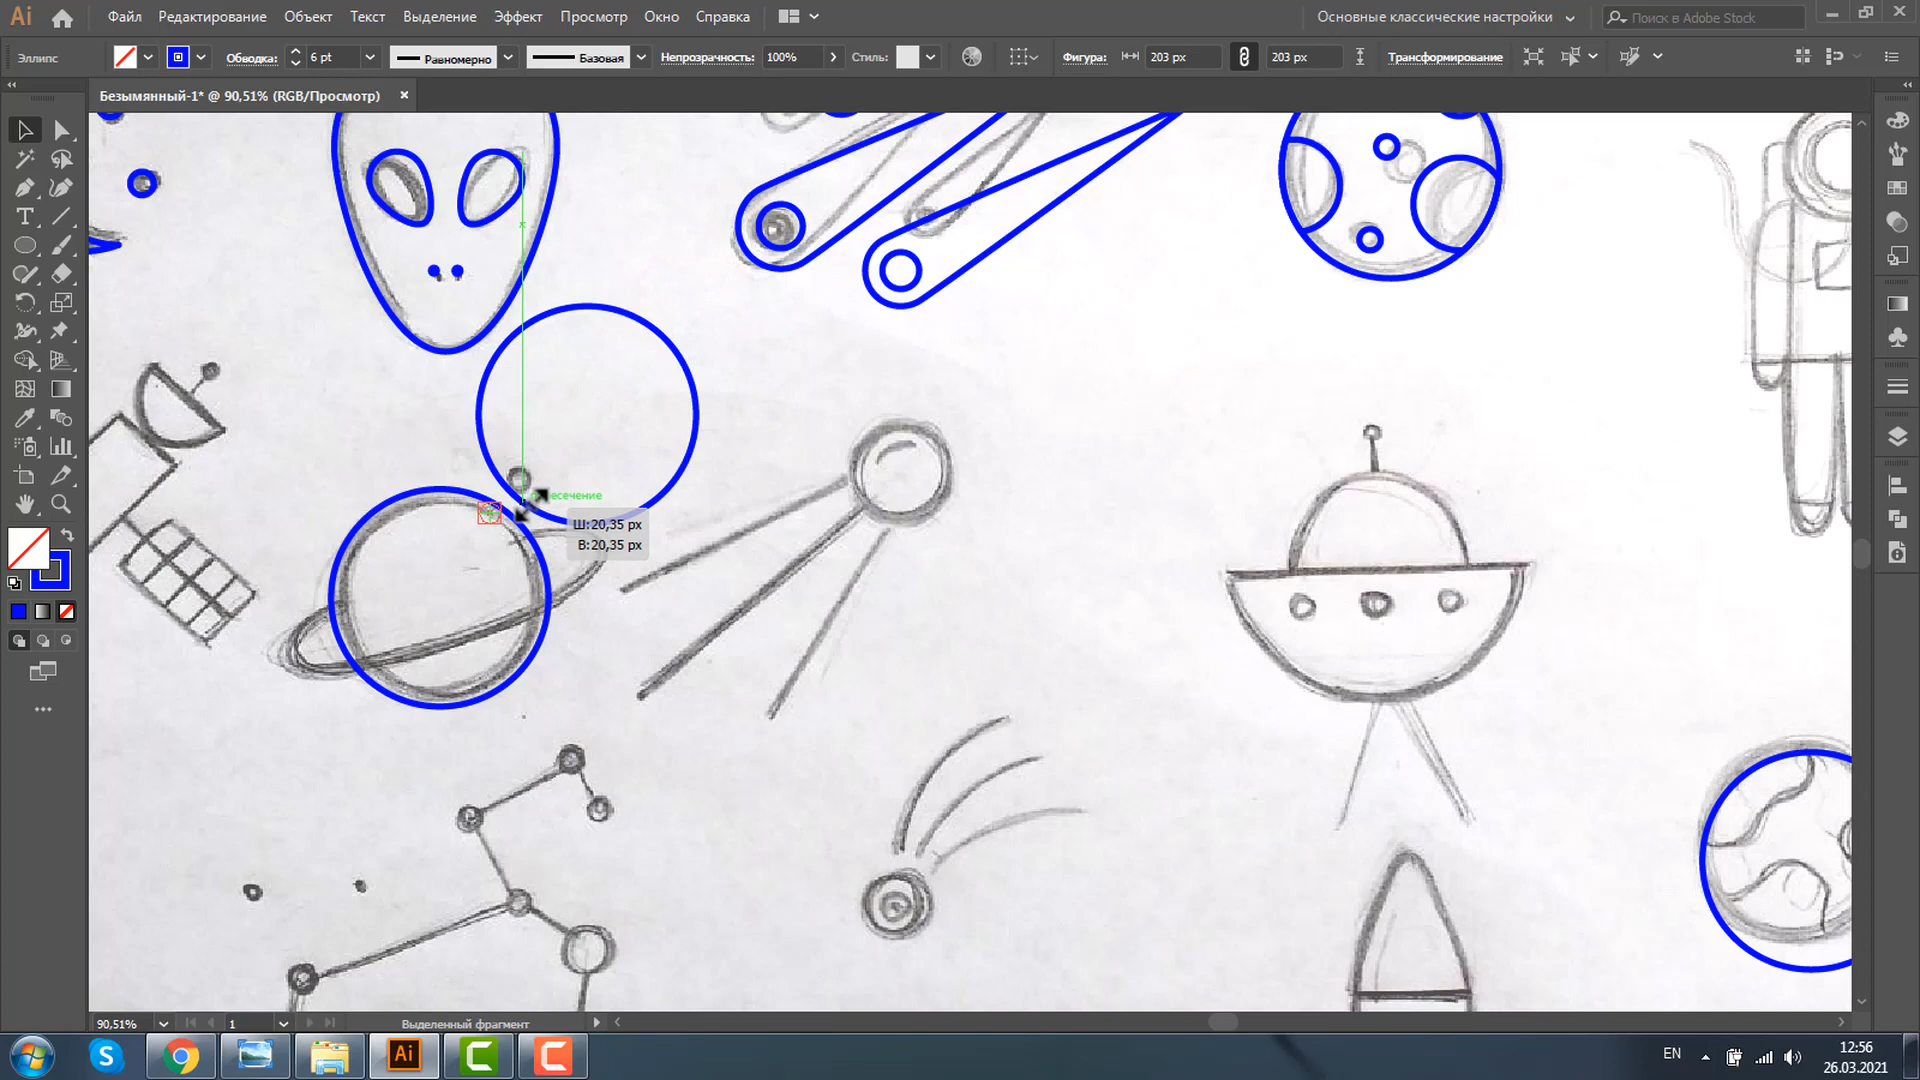 Ai
Файл Редактирование Объект Текст Выделение Эффект Просмотр Окно Справка
Основные классические настройки
Поиск в Adobe Stock
Эллипс
Обводка: 6 pt
Равномерно
Базовая
Непрозрачность: 100%
Стиль:
Фигура: 203 px
203 px
Трансформирование
Безымянный-1* @ 90,51% (RGB/Просмотр)
Ш:20,35 px
В:20,35 px
90,51%
1
Выделенный фрагмент
Ai
EN
12:56
26.03.2021